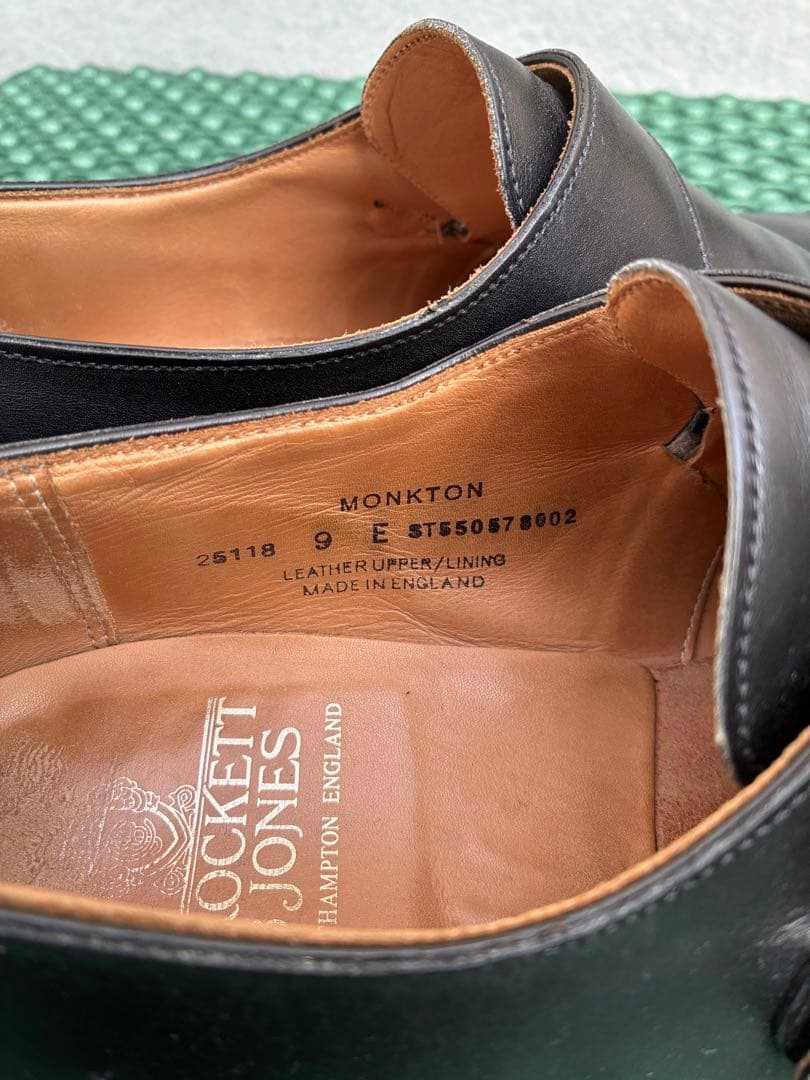 MONKTON
25118 9 E ST550578002
LEATHER UPPER/LINING
MADE IN ENGLAND
ROCKETT
JONES
HAMPTON ENGLAND